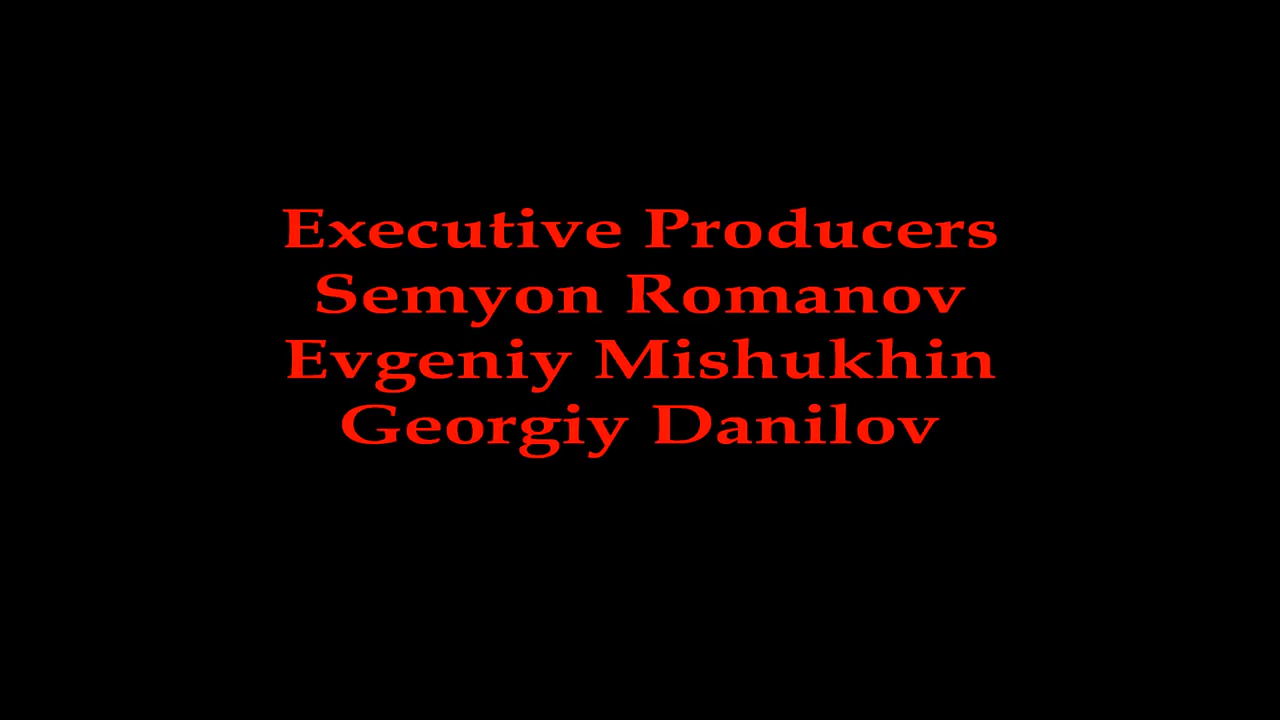 Executive Producers
Semyon Romanov
Evgeniy Mishukhin
Georgiy Danilov